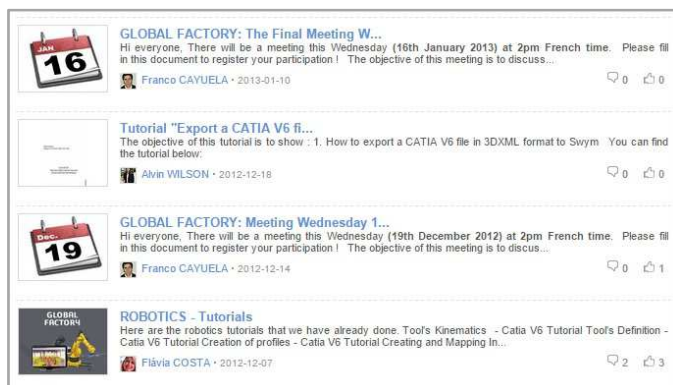 JAN
16
GLOBAL FACTORY: The Final Meeting W...
Hi everyone, There will be a meeting this Wednesday (16th January 2013) at 2pm French time. Please fill
in this document to register your participation ! The objective of this meeting is to discuss...
Franco CAYUELA • 2013-01-10
0 0
Tutorial "Export a CATIA V6 fi...
The objective of this tutorial is to show : 1. How to export a CATIA V6 file in 3DXML format to Swym You can find
the tutorial below:
Alvin WILSON • 2012-12-18
0 0
Dec.
19
GLOBAL FACTORY: Meeting Wednesday 1...
Hi everyone, There will be a meeting this Wednesday (19th December 2012) at 2pm French time. Please fill
in this document to register your participation ! The objective of this meeting is to discus...
Franco CAYUELA • 2012-12-14
0 1
GLOBAL
FACTORY
ROBOTICS - Tutorials
Here are the robotics tutorials that we have already done. Tool's Kinematics - Catia V6 Tutorial Tool's Definition -
Catia V6 Tutorial Creation of profiles - Catia V6 Tutorial Creating and Mapping In...
Flávia COSTA • 2012-12-07
2 3